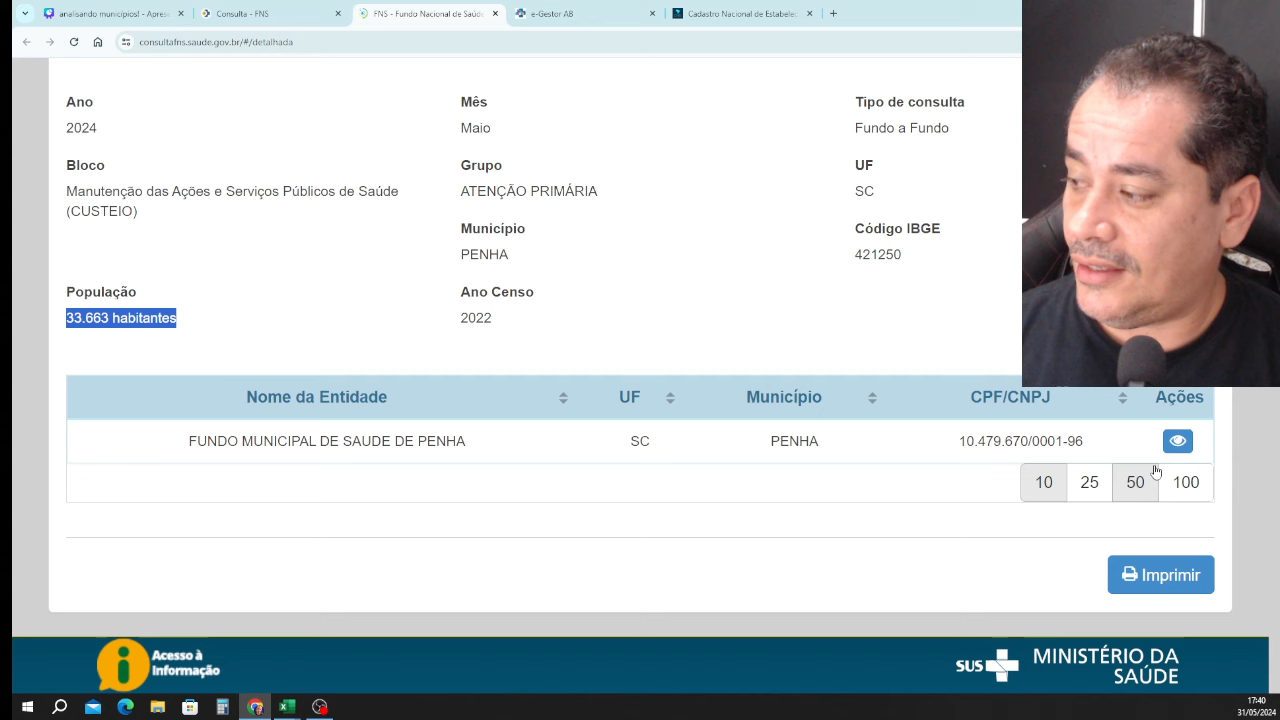 analisando municípios! - Apres
Consulta - FNS
FNS - Fundo Nacional de Saúde
e-Gestor AB
Cadastro Nacional de Estabelec
consultafns.saude.gov.br/#/detalhada
Ano
Mês
Tipo de consulta
2024
Maio
Fundo a Fundo
Bloco
Grupo
UF
Manutenção das Ações e Serviços Públicos de Saúde
(CUSTEIO)
ATENÇÃO PRIMÁRIA
SC
Município
Código IBGE
PENHA
421250
População
Ano Censo
33.663 habitantes
2022
Nome da Entidade
UF
Município
CPF/CNPJ
Ações
FUNDO MUNICIPAL DE SAUDE DE PENHA
SC
PENHA
10.479.670/0001-96
10
25
50
100
Imprimir
Acesso à
Informação
SUS
MINISTÉRIO DA
SAÚDE
17:40
31/05/2024